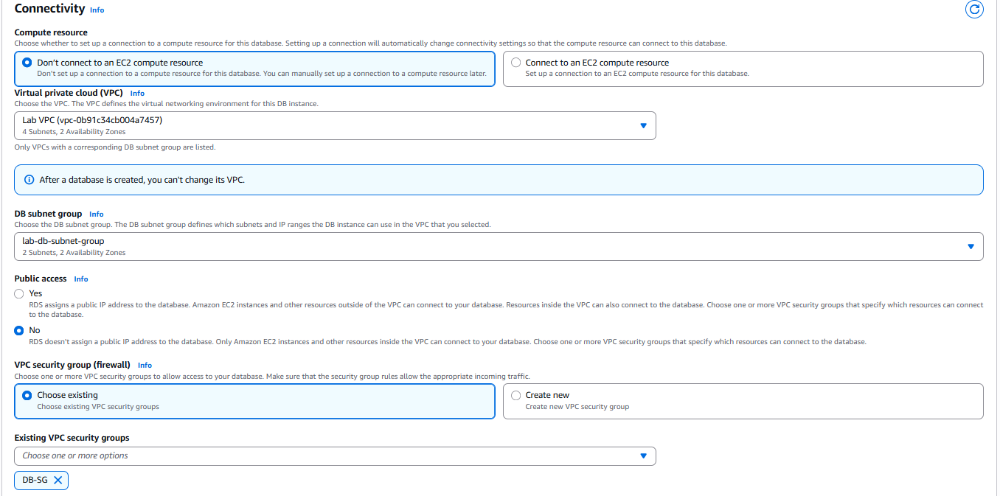 Connectivity Info
Compute resource
Choose whether to set up a connection to a compute resource for this database. Setting up a connection will automatically change connectivity settings so that the compute resource can connect to this database.
Don't connect to an EC2 compute resource
Don't set up a connection to a compute resource for this database. You can manually set up a connection to a compute resource later.
Connect to an EC2 compute resource
Set up a connection to an EC2 compute resource for this database.
Virtual private cloud (VPC) Info
Choose the VPC. The VPC defines the virtual networking environment for this DB instance.
Lab VPC (vpc-0b91c34cb004a7457)
4 Subnets, 2 Availability Zones
Only VPCs with a corresponding DB subnet group are listed.
After a database is created, you can't change its VPC.
DB subnet group Info
Choose the DB subnet group. The DB subnet group defines which subnets and IP ranges the DB instance can use in the VPC that you selected.
lab-db-subnet-group
2 Subnets, 2 Availability Zones
Public access Info
Yes
RDS assigns a public IP address to the database. Amazon EC2 instances and other resources outside of the VPC can connect to your database. Resources inside the VPC can also connect to the database. Choose one or more VPC security groups that specify which resources can connect
to the database.
No
RDS doesn't assign a public IP address to the database. Only Amazon EC2 instances and other resources inside the VPC can connect to your database. Choose one or more VPC security groups that specify which resources can connect to the database.
VPC security group (firewall) Info
Choose one or more VPC security groups to allow access to your database. Make sure that the security group rules allow the appropriate incoming traffic.
Choose existing
Choose existing VPC security groups
Create new
Create new VPC security group
Existing VPC security groups
Choose one or more options
DB-SG